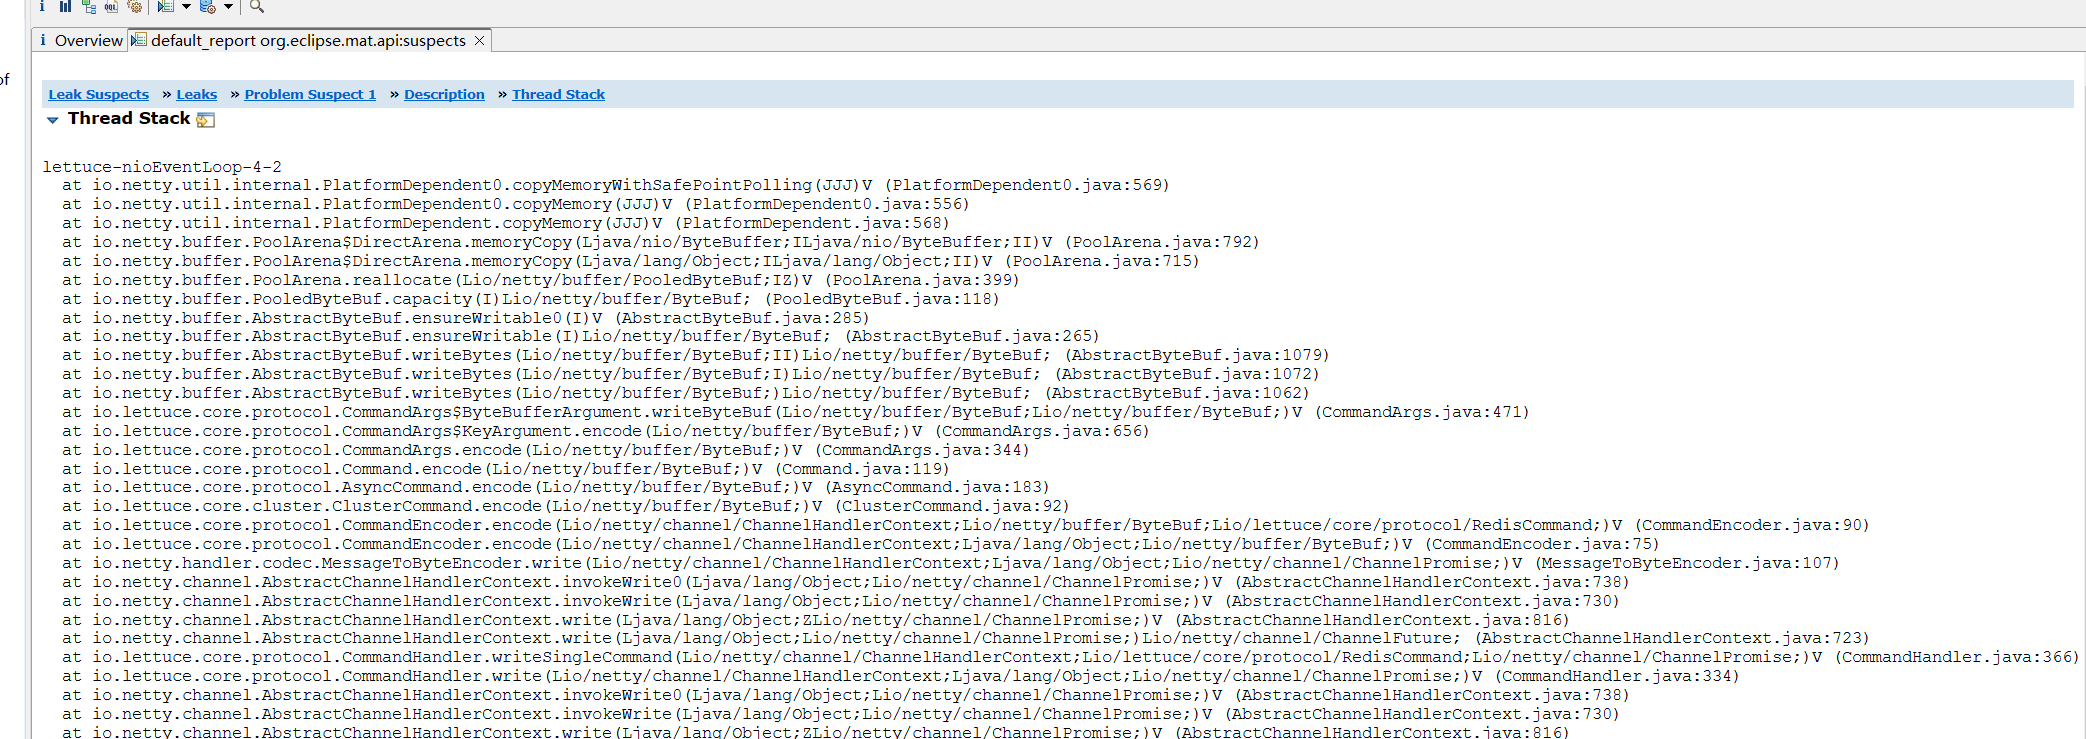 of
Overview
default_report org.eclipse.mat.api:suspects
Leak Suspects » Leaks » Problem Suspect 1 » Description » Thread Stack
Thread Stack
lettuce-nioEventLoop-4-2
at io.netty.util.internal.PlatformDependent0.copyMemoryWithSafePointPolling(JJJ)V (PlatformDependent0.java:569)
at io.netty.util.internal.PlatformDependent0.copyMemory(JJJ)V (PlatformDependent0.java:556)
at io.netty.util.internal.PlatformDependent.copyMemory(JJJ)V (PlatformDependent.java:568)
at io.netty.buffer.PoolArena$DirectArena.memoryCopy(Ljava/nio/ByteBuffer;ILjava/nio/ByteBuffer;II)V (PoolArena.java:792)
at io.netty.buffer.PoolArena$DirectArena.memoryCopy(Ljava/lang/Object;ILjava/lang/Object;II)V (PoolArena.java:715)
at io.netty.buffer.PoolArena.reallocate(Lio/netty/buffer/PooledByteBuf;IZ)V (PoolArena.java:399)
at io.netty.buffer.PooledByteBuf.capacity(I)Lio/netty/buffer/ByteBuf; (PooledByteBuf.java:118)
at io.netty.buffer.AbstractByteBuf.ensureWritable0(I)V (AbstractByteBuf.java:285)
at io.netty.buffer.AbstractByteBuf.ensureWritable(I)Lio/netty/buffer/ByteBuf; (AbstractByteBuf.java:265)
at io.netty.buffer.AbstractByteBuf.writeBytes(Lio/netty/buffer/ByteBuf;II)Lio/netty/buffer/ByteBuf; (AbstractByteBuf.java:1079)
at io.netty.buffer.AbstractByteBuf.writeBytes(Lio/netty/buffer/ByteBuf;I)Lio/netty/buffer/ByteBuf; (AbstractByteBuf.java:1072)
at io.netty.buffer.AbstractByteBuf.writeBytes(Lio/netty/buffer/ByteBuf;)Lio/netty/buffer/ByteBuf; (AbstractByteBuf.java:1062)
at io.lettuce.core.protocol.CommandArgs$ByteBufferArgument.writeByteBuf(Lio/netty/buffer/ByteBuf;Lio/netty/buffer/ByteBuf;)V (CommandArgs.java:471)
at io.lettuce.core.protocol.CommandArgs$KeyArgument.encode(Lio/netty/buffer/ByteBuf;)V (CommandArgs.java:656)
at io.lettuce.core.protocol.CommandArgs.encode(Lio/netty/buffer/ByteBuf;)V (CommandArgs.java:344)
at io.lettuce.core.protocol.Command.encode(Lio/netty/buffer/ByteBuf;)V (Command.java:119)
at io.lettuce.core.protocol.AsyncCommand.encode(Lio/netty/buffer/ByteBuf;)V (AsyncCommand.java:183)
at io.lettuce.core.cluster.ClusterCommand.encode(Lio/netty/buffer/ByteBuf;)V (ClusterCommand.java:92)
at io.lettuce.core.protocol.CommandEncoder.encode(Lio/netty/channel/ChannelHandlerContext;Lio/netty/buffer/ByteBuf;Lio/lettuce/core/protocol/RedisCommand;)V (CommandEncoder.java:90)
at io.lettuce.core.protocol.CommandEncoder.encode(Lio/netty/channel/ChannelHandlerContext;Ljava/lang/Object;Lio/netty/buffer/ByteBuf;)V (CommandEncoder.java:75)
at io.netty.handler.codec.MessageToByteEncoder.write(Lio/netty/channel/ChannelHandlerContext;Ljava/lang/Object;Lio/netty/channel/ChannelPromise;)V (MessageToByteEncoder.java:107)
at io.netty.channel.AbstractChannelHandlerContext.invokeWrite0(Ljava/lang/Object;Lio/netty/channel/ChannelPromise;)V (AbstractChannelHandlerContext.java:738)
at io.netty.channel.AbstractChannelHandlerContext.invokeWrite(Ljava/lang/Object;Lio/netty/channel/ChannelPromise;)V (AbstractChannelHandlerContext.java:730)
at io.netty.channel.AbstractChannelHandlerContext.write(Ljava/lang/Object;ZLio/netty/channel/ChannelPromise;)V (AbstractChannelHandlerContext.java:816)
at io.netty.channel.AbstractChannelHandlerContext.write(Ljava/lang/Object;Lio/netty/channel/ChannelPromise;)Lio/netty/channel/ChannelFuture; (AbstractChannelHandlerContext.java:723)
at io.lettuce.core.protocol.CommandHandler.writeSingleCommand(Lio/netty/channel/ChannelHandlerContext;Lio/lettuce/core/protocol/RedisCommand;Lio/netty/channel/ChannelPromise;)V (CommandHandler.java:366)
at io.lettuce.core.protocol.CommandHandler.write(Lio/netty/channel/ChannelHandlerContext;Ljava/lang/Object;Lio/netty/channel/ChannelPromise;)V (CommandHandler.java:334)
at io.netty.channel.AbstractChannelHandlerContext.invokeWrite0(Ljava/lang/Object;Lio/netty/channel/ChannelPromise;)V (AbstractChannelHandlerContext.java:738)
at io.netty.channel.AbstractChannelHandlerContext.invokeWrite(Ljava/lang/Object;Lio/netty/channel/ChannelPromise;)V (AbstractChannelHandlerContext.java:730)
at io.netty.channel.AbstractChannelHandlerContext.write(Ljava/lang/Object;ZLio/netty/channel/ChannelPromise;)V (AbstractChannelHandlerContext.java:816)